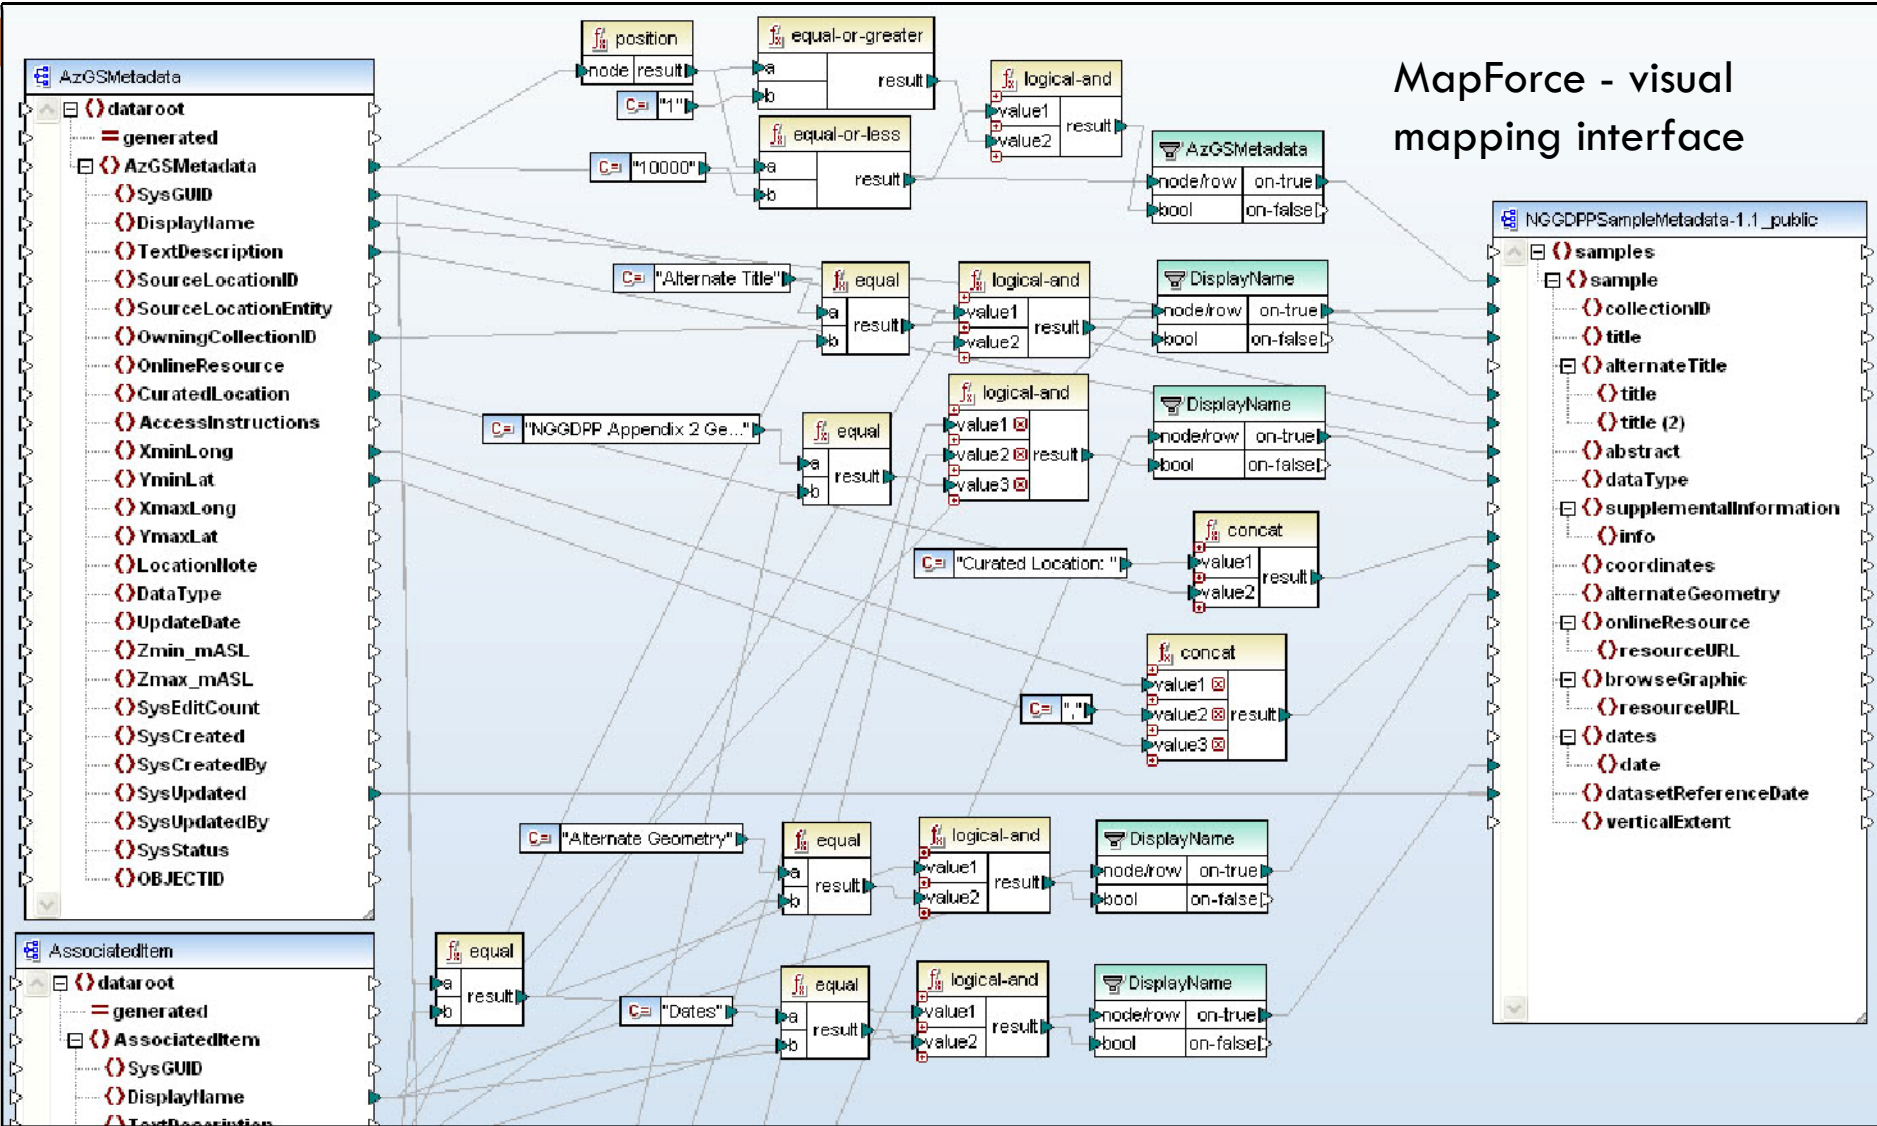 MapForce - visual
mapping interface
AzGSMetadata
dataroot
generated
AzGSMetadata
SysGUID
DisplayName
TextDescription
SourceLocationID
SourceLocationEntity
OwningCollectionID
OnlineResource
CuratedLocation
AccessInstructions
XminLong
YminLat
XmaxLong
YmaxLat
LocationNote
DataType
UpdateDate
Zmin_mASL
Zmax_mASL
SysEditCount
SysCreated
SysCreatedBy
SysUpdated
SysUpdatedBy
SysStatus
OBJECTID
AssociatedItem
dataroot
generated
AssociatedItem
SysGUID
DisplayName
TextDescription
position
node result
C= "1"
equal-or-greater
a
result
b
C= "10000"
equal-or-less
a
result
b
logical-and
value1
result
value2
AzGSMetadata
node/row on-true
bool on-false
C= "Alternate Title"
equal
a
result
b
logical-and
value1
result
value2
DisplayName
node/row on-true
bool on-false
C= "NGGDPP Appendix 2 Ge..."
equal
a
result
b
logical-and
value1
value2 result
value3
DisplayName
node/row on-true
bool on-false
C= "Curated Location: "
concat
value1
result
value2
C= ","
concat
value1
value2 result
value3
C= "Alternate Geometry"
equal
a
result
b
logical-and
value1
result
value2
DisplayName
node/row on-true
bool on-false
equal
a
result
b
C= "Dates"
equal
a
result
b
logical-and
value1
result
value2
DisplayName
node/row on-true
bool on-false
NGGDPPSampleMetadata-1.1_public
samples
sample
collectionID
title
alternateTitle
title
title (2)
abstract
dataType
supplementalInformation
info
coordinates
alternateGeometry
onlineResource
resourceURL
browseGraphic
resourceURL
dates
date
datasetReferenceDate
verticalExtent